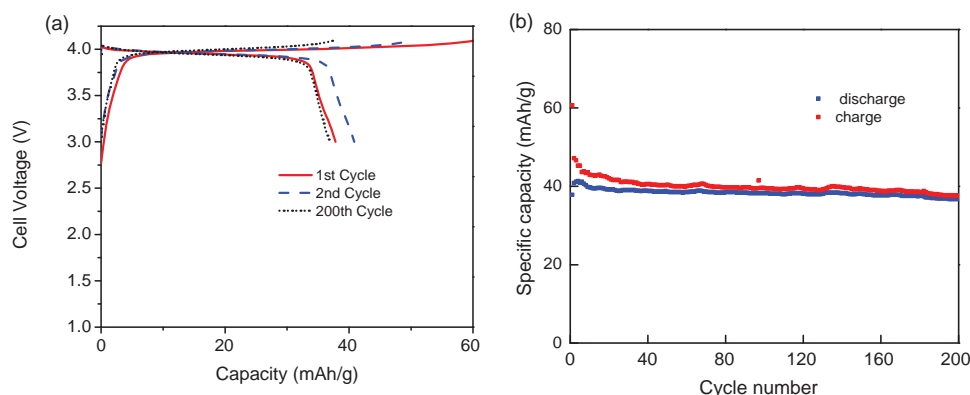 (a)
4.0
3.5
3.0
2.5
2.0
1.5
1.0
Cell Voltage (V)
1st Cycle
2nd Cycle
200th Cycle
0
20
40
60
Capacity (mAh/g)
(b)
80
60
40
20
0
Specific capacity (mAh/g)
discharge
charge
0
40
80
120
160
200
Cycle number